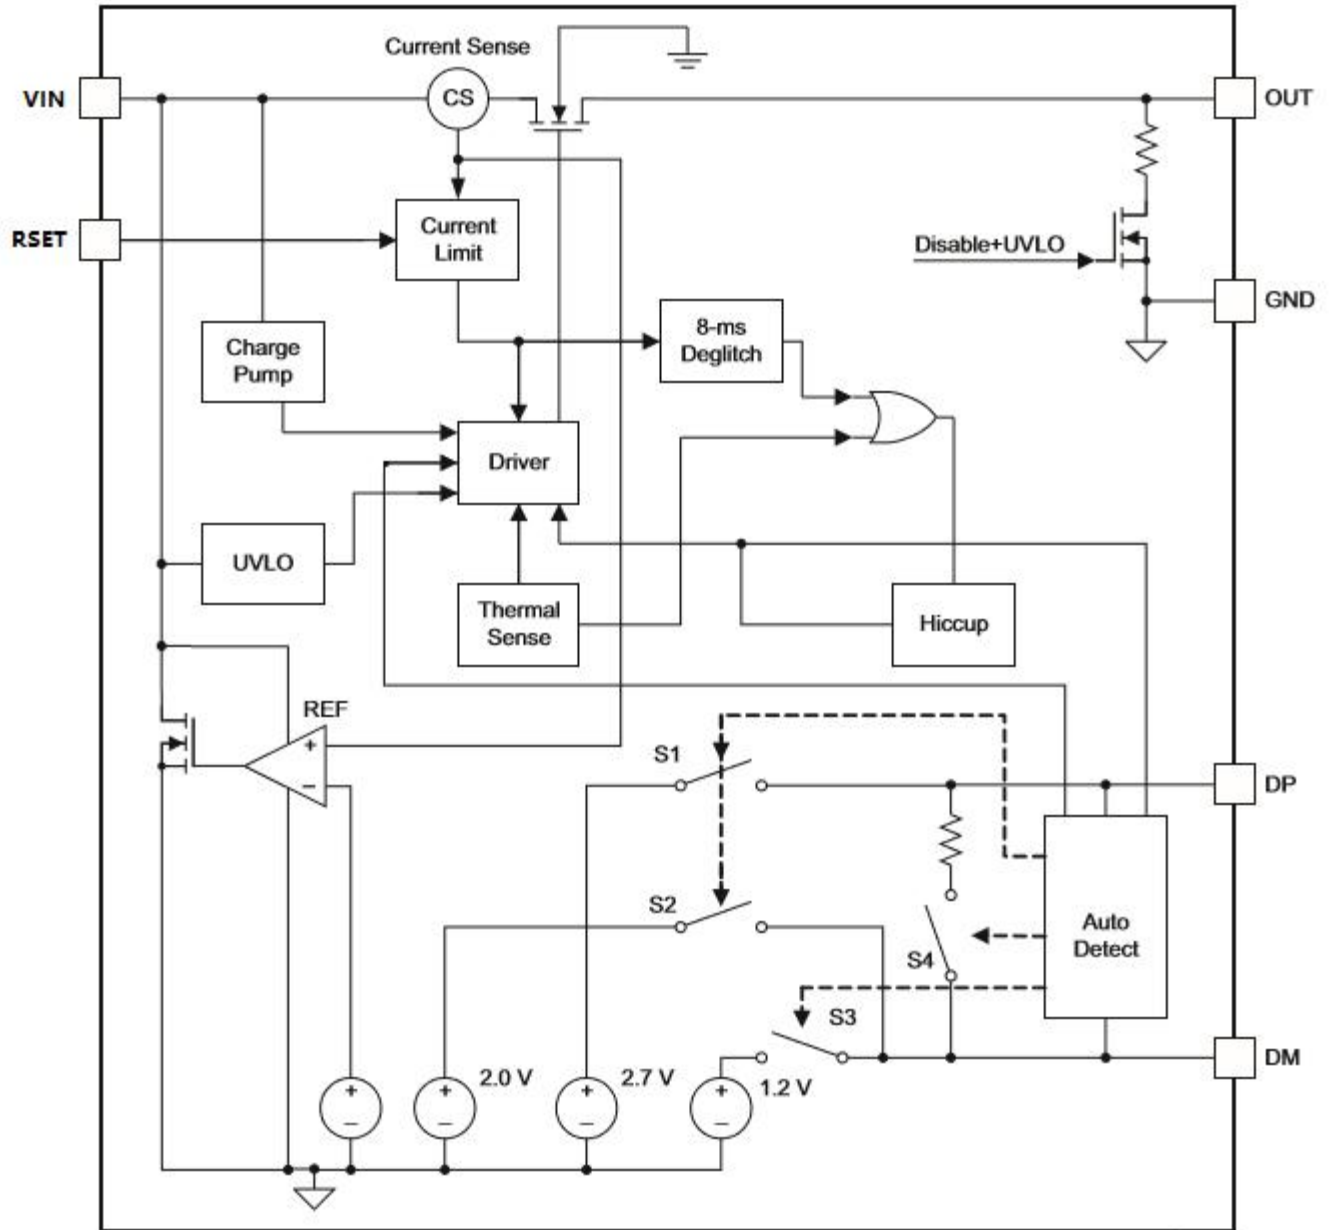 Current Sense
VIN
CS
OUT
RSET
Current
Limit
Disable+UVLO
GND
8-ms
Deglitch
Charge
Pump
Driver
UVLO
Thermal
Sense
Hiccup
REF
+
−
S1
DP
S2
Auto
Detect
S4
S3
DM
2.0 V
2.7 V
1.2 V
+
−
+
−
+
−
+
−